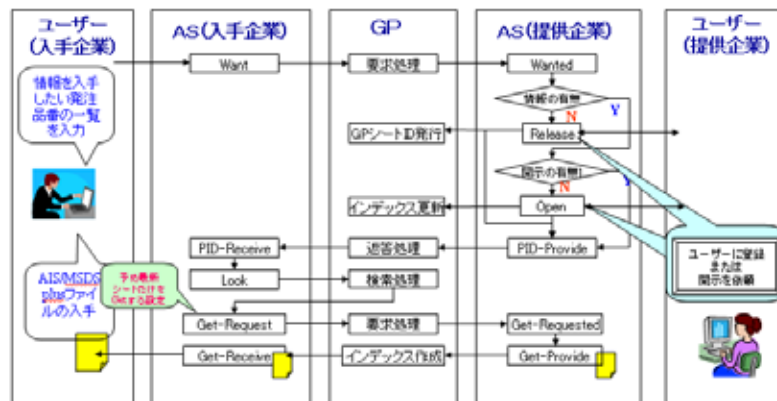 ユーザー
(入手企業)
AS(入手企業)
GP
AS(提供企業)
ユーザー
(提供企業)
Want
要求処理
Wanted
情報を入手
したい発注
品番の一覧
を入力
情報の有無
N
Y
GPシートID発行
Release
開示の有無
N
Y
インデックス更新
Open
PID-Receive
返答処理
PID-Provide
ユーザーに登録
または
開示を依頼
AIS/MSDS
plusファイ
ルの入手
予め最新
シートだけを
Getする設定
Look
検索処理
Get-Request
要求処理
Get-Requested
Get-Receive
インデックス作成
Get-Provide